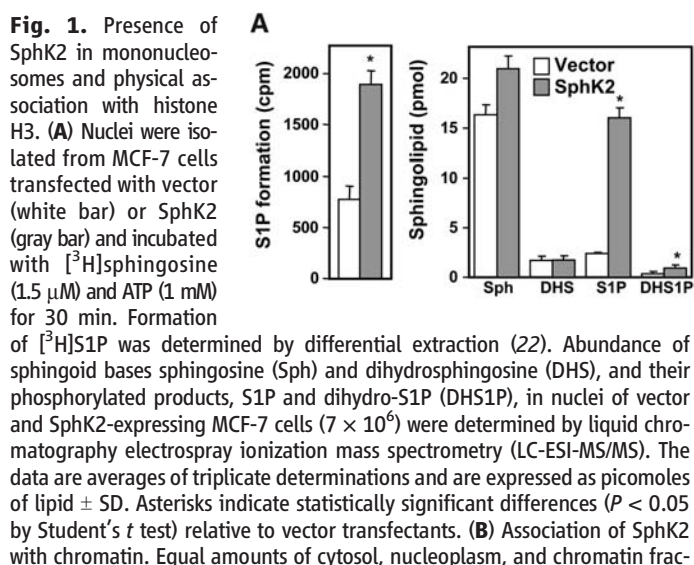 Fig. 1. Presence of
SphK2 in mononucleo-
somes and physical as-
sociation with histone
H3. (A) Nuclei were iso-
lated from MCF-7 cells
transfected with vector
(white bar) or SphK2
(gray bar) and incubated
with [³H]sphingosine
(1.5 μM) and ATP (1 mM)
for 30 min. Formation
A
S1P formation (cpm)
2000
1500
1000
500
0
*
Sphingolipid (pmol)
20
15
10
5
0
Vector
SphK2
*
*
Sph DHS S1P DHS1P
of [³H]S1P was determined by differential extraction (22). Abundance of
sphingoid bases sphingosine (Sph) and dihydrosphingosine (DHS), and their
phosphorylated products, S1P and dihydro-S1P (DHS1P), in nuclei of vector
and SphK2-expressing MCF-7 cells (7 × 10⁶) were determined by liquid chro-
matography electrospray ionization mass spectrometry (LC-ESI-MS/MS). The
data are averages of triplicate determinations and are expressed as picomoles
of lipid ± SD. Asterisks indicate statistically significant differences (P < 0.05
by Student's t test) relative to vector transfectants. (B) Association of SphK2
with chromatin. Equal amounts of cytosol, nucleoplasm, and chromatin frac-